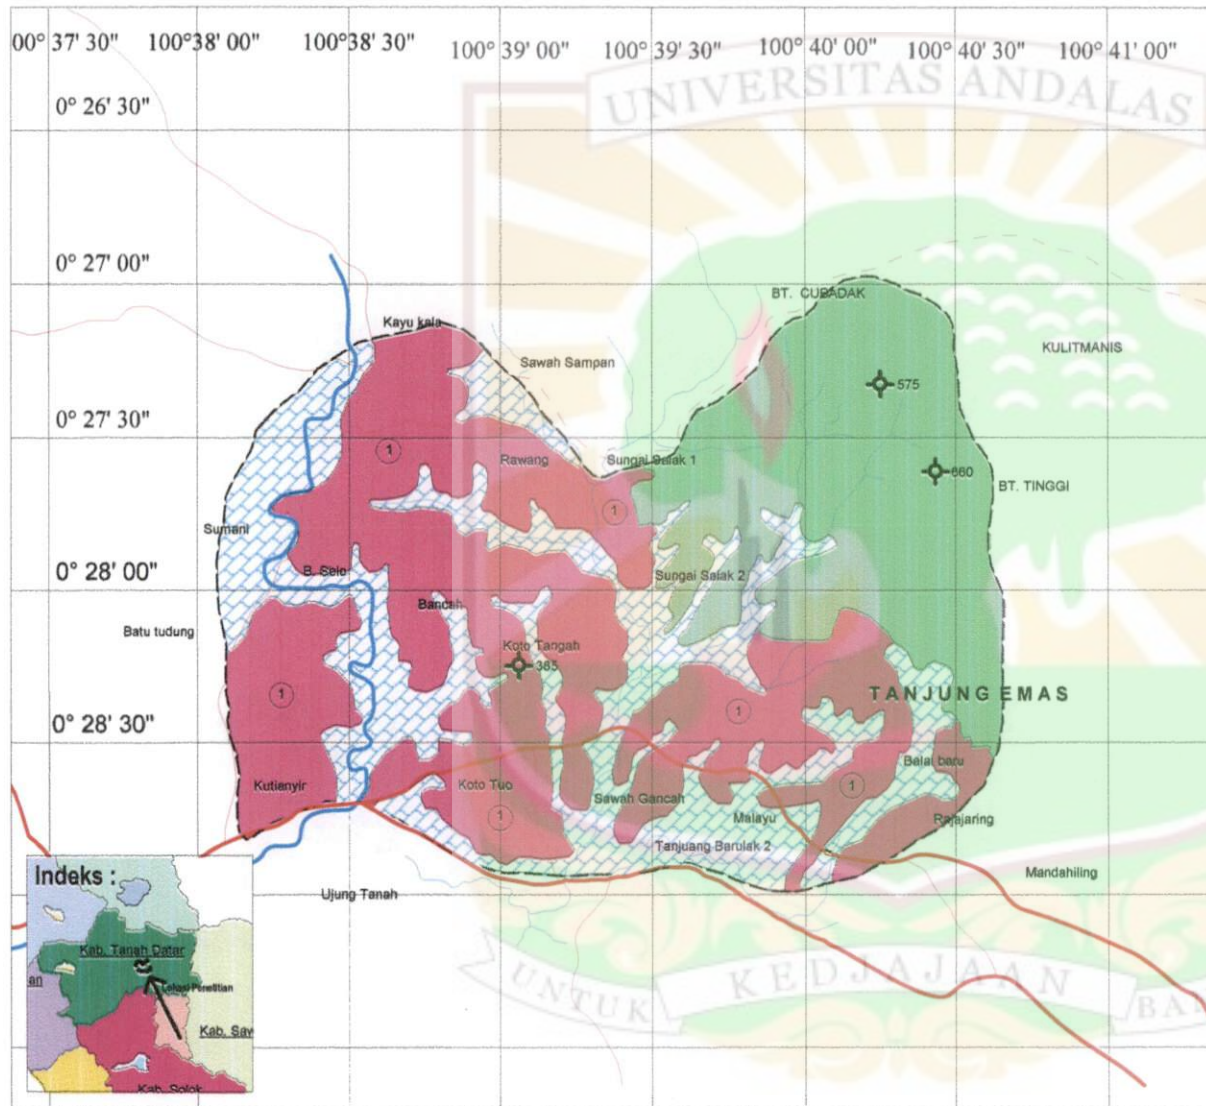 00° 37' 30" 100° 38' 00" 100° 38' 30" 100° 39' 00" 100° 39' 30" 100° 40' 00" 100° 40' 30" 100° 41' 00"
UNIVERSITAS ANDALAS
0° 26' 30"
0° 27' 00"
BT. CUBADAK
Kayu kala
KULITMANIS
Sawah Sampan
575
0° 27' 30"
1
Rawang
Sungai Salak 1
660
BT. TINGGI
1
Sumani
0° 28' 00"
B. Selo
Sungai Salak 2
Bancah
Batu tudung
Koto Tangah
385
1
TANJUNG EMAS
1
0° 28' 30"
Balai baru
Kutianyir
Koto Tuo
1
Sawah Gancah
1
Malayu
Rajajaring
Tanjuang Barulak 2
Mandahiling
Indeks :
Ujung Tanah
Kab. Tanah Datar
an
Lokasi Penelitian
Kab. Saw
Kab. Solok
UNTUK KEDJAJAAN BA